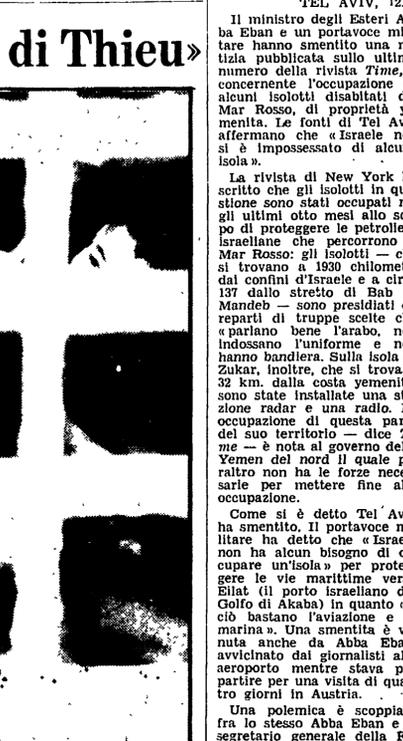 di Thieu»
TEL AVIV, 12.
Il ministro degli Esteri A
ba Eban e un portavoce mi
tare hanno smentito una n
tizia pubblicata sullo ultim
numero della rivista Time,
concernente l'occupazione
alcuni isolotti disabitati d
Mar Rosso, di proprietà y
menita. Le fonti di Tel Av
affermano che «Israele n
si è impossessato di alcu
isola».
La rivista di New York
scritto che gli isolotti in qu
stione sono stati occupati n
gli ultimi otto mesi allo sc
po di proteggere le petrolie
israeliane che percorrono
Mar Rosso: gli isolotti — c
si trovano a 1930 chilomet
dai confini d'Israele e a cir
137 dallo stretto di Bab
Mandeb — sono presidiati
reparti di truppe scelte c
«parlano bene l'arabo, n
indossano l'uniforme e n
hanno bandiera. Sulla isola
Zukar, inoltre, che si trova
32 km. dalla costa yemenit
sono state installate una st
zione radar e una radio.
occupazione di questa par
del suo territorio — dice T
me — è nota al governo del
Yemen del nord il quale p
raltro non ha le forze nece
sarie per mettere fine al
occupazione.
Come si è detto Tel Av
ha smentito. Il portavoce m
litare ha detto che «Israe
non ha alcun bisogno di o
cupare un'isola» per prote
gere le vie marittime ver
Eilat (il porto israeliano d
Golfo di Akaba) in quanto «
ciò bastano l'aviazione e
marina». Una smentita è v
nuta anche da Abba Eba
avvicinato dai giornalisti al
aeroporto mentre stava p
partire per una visita di qua
tro giorni in Austria.
Una polemica è scoppia
fra lo stesso Abba Eban e
segretario generale della F